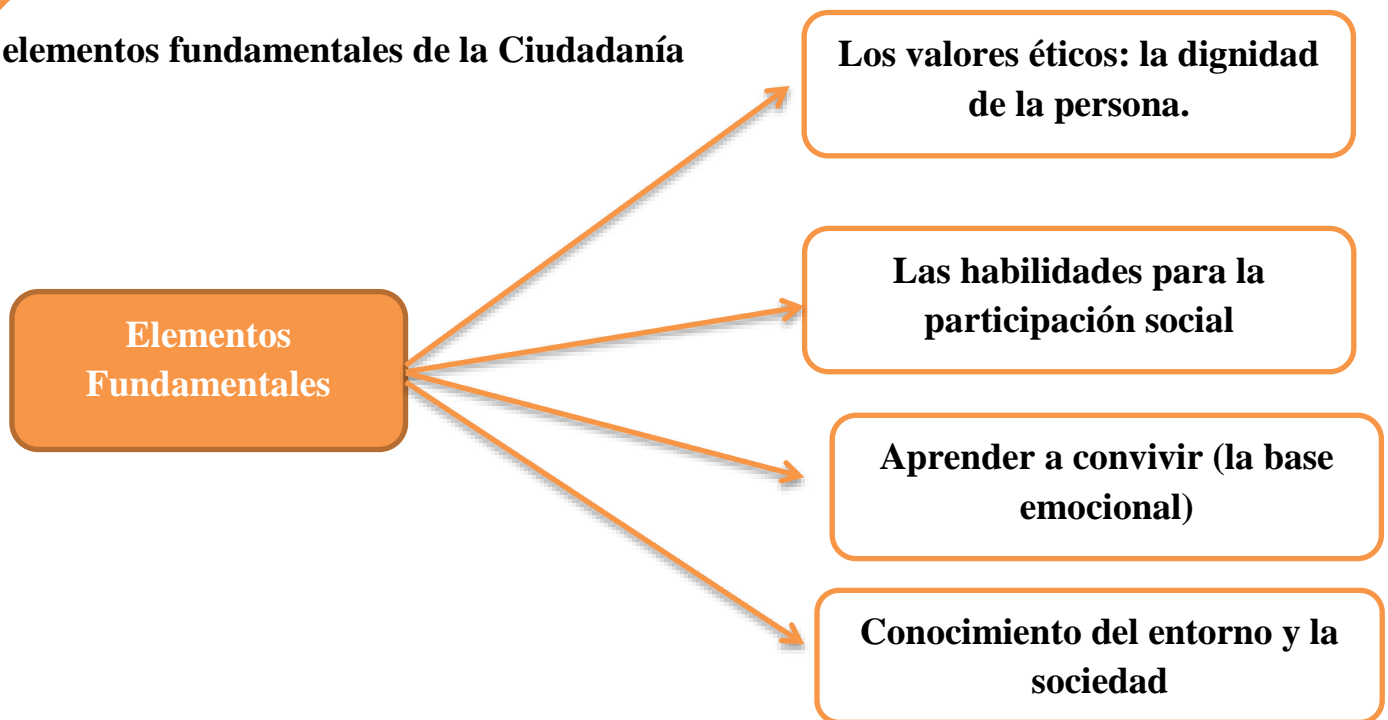 elementos fundamentales de la Ciudadanía
Los valores éticos: la dignidad
de la persona.
Las habilidades para la
participación social
Elementos
Fundamentales
Aprender a convivir (la base
emocional)
Conocimiento del entorno y la
sociedad